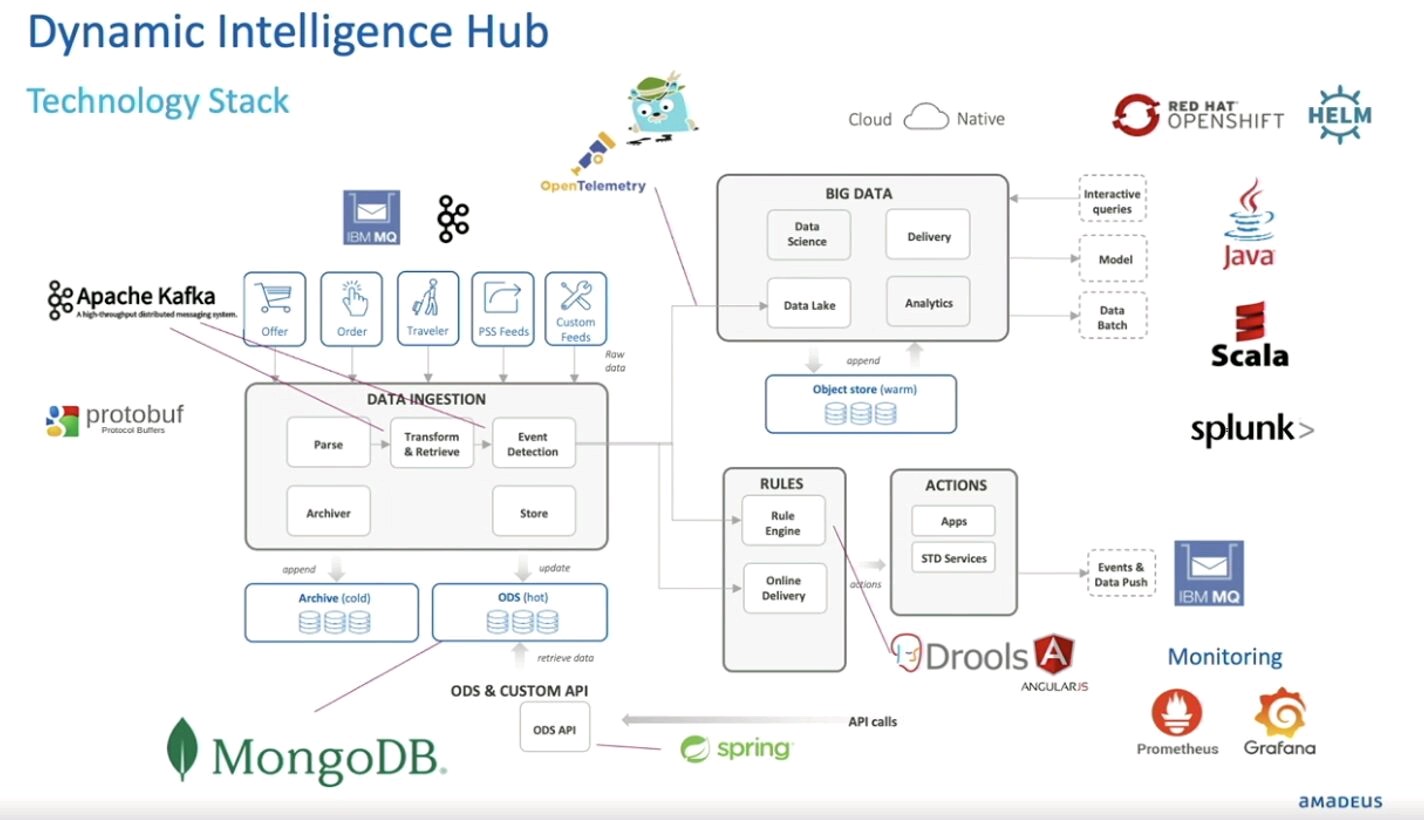 Dynamic Intelligence Hub
Technology Stack
OpenTelemetry
Cloud Native
RED HAT
OPENSHIFT
HELM
IBM MQ
Apache Kafka
A high-throughput distributed messaging system.
Offer
Order
Traveler
PSS Feeds
Custom
Feeds
Raw
data
protobuf
Protocol Buffers
DATA INGESTION
Parse
Transform
& Retrieve
Event
Detection
Archiver
Store
append
update
Archive (cold)
ODS (hot)
retrieve data
ODS & CUSTOM API
ODS API
API calls
MongoDB.
spring
BIG DATA
Data
Science
Delivery
Data Lake
Analytics
append
Object store (warm)
Interactive
queries
Model
Data
Batch
Java
Scala
splunk>
RULES
Rule
Engine
Online
Delivery
actions
ACTIONS
Apps
STD Services
Events &
Data Push
IBM MQ
Drools
ANGULARJS
Monitoring
Prometheus
Grafana
amadeus